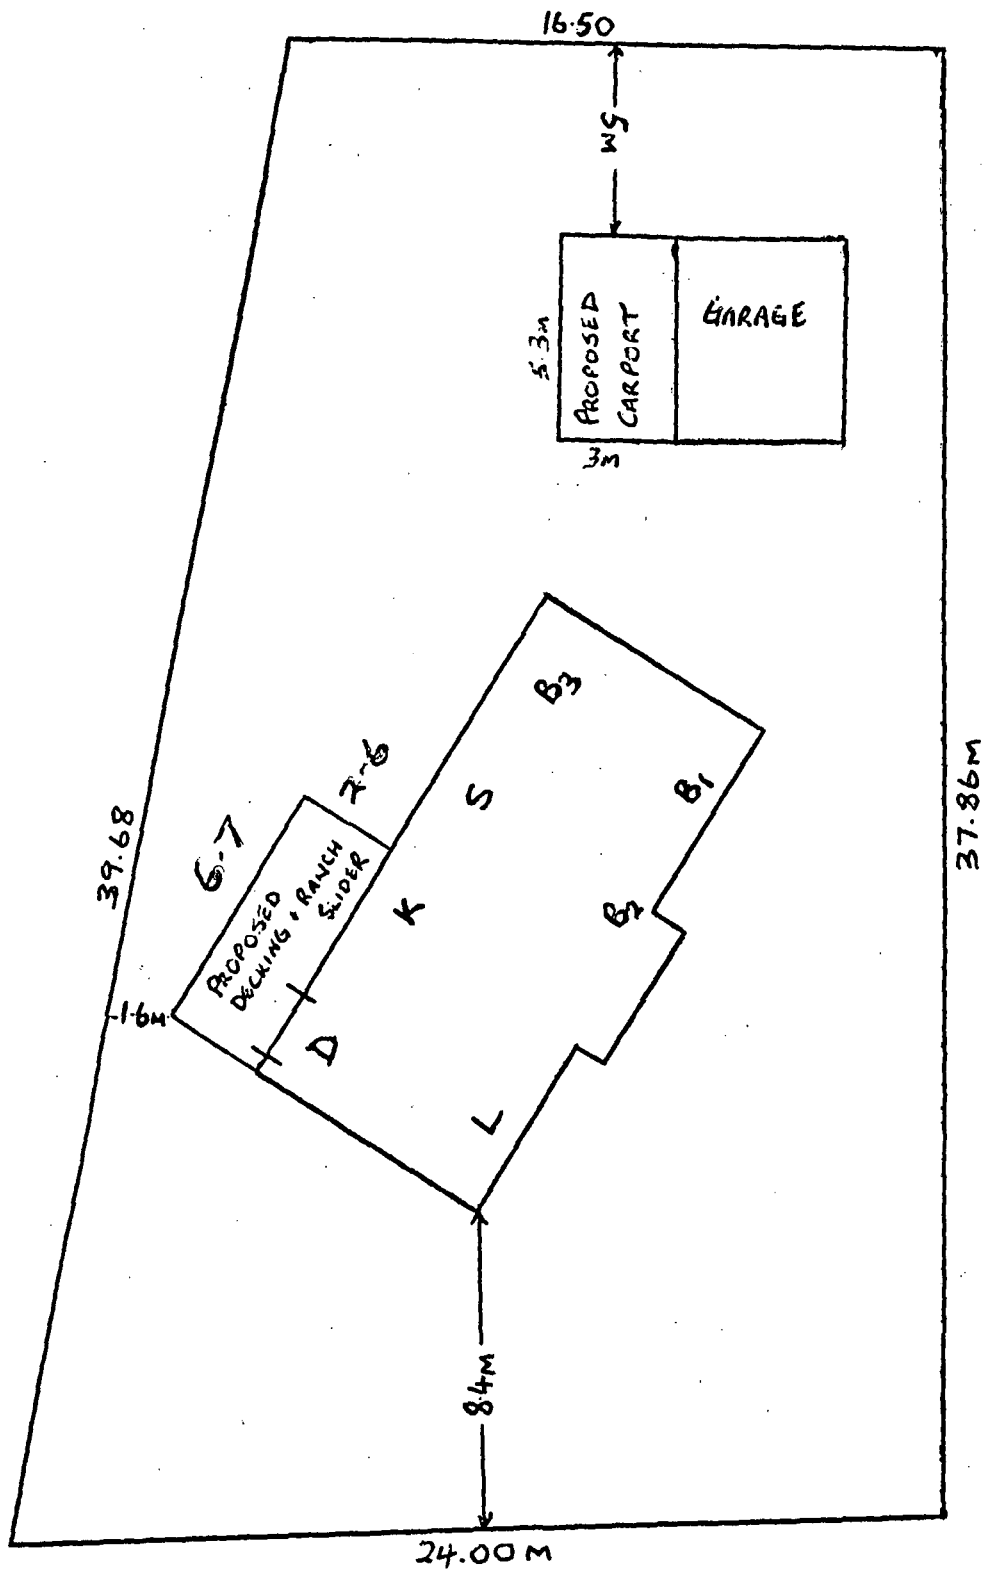 16.50
5M
PROPOSED
CARPORT
GARAGE
5.3M
3M
B3
S
B1
2-6
6-7
PROPOSED
DECKING + RANCH
SLIDER
K
B2
39.68
37.86M
1.6M
D
L
8.4M
24.00M